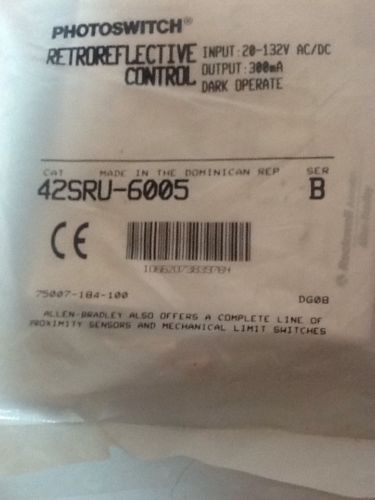 PHOTOSWITCH®
RETROREFLECTIVE CONTROL
INPUT: 20-132V AC/DC
OUTPUT: 300mA
DARK OPERATE
CAT MADE IN THE DOMINICAN REP SER
42SRU-6005 B
CE
10662073839784
75007-184-100 DG08
ALLEN-BRADLEY ALSO OFFERS A COMPLETE LINE OF
PROXIMITY SENSORS AND MECHANICAL LIMIT SWITCHES
Rockwell